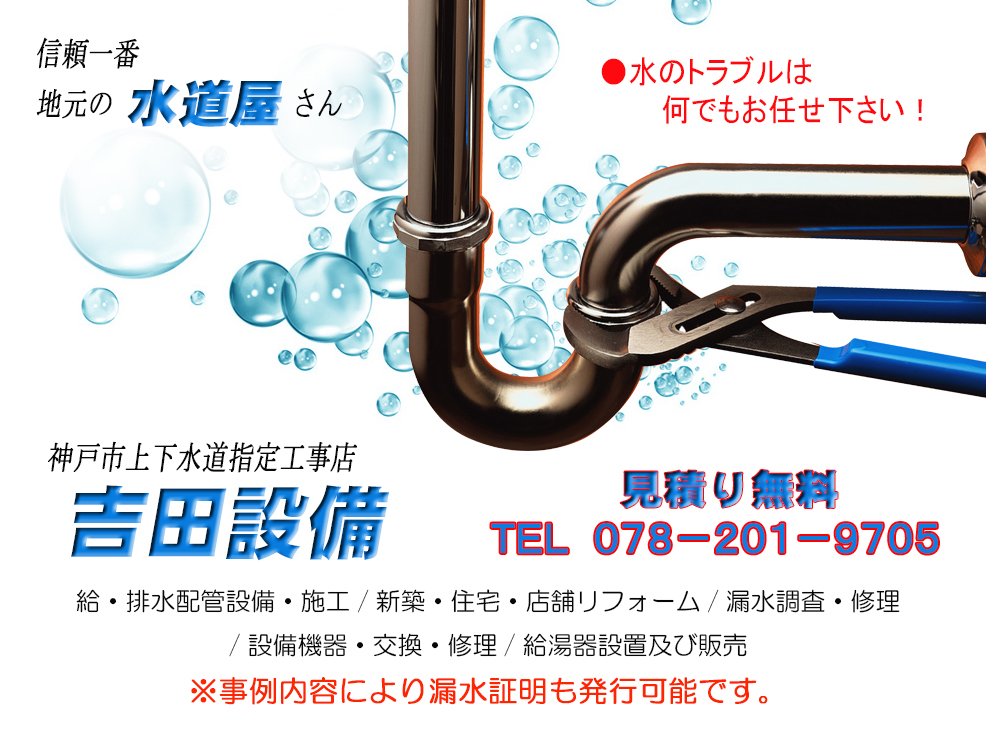 信頼一番
地元の 水道屋 さん
●水のトラブルは
何でもお任せ下さい！
神戸市上下水道指定工事店
吉田設備
見積り無料
TEL 078－201－9705
給・排水配管設備・施工 / 新築・住宅・店舗リフォーム / 漏水調査・修理
/ 設備機器・交換・修理 / 給湯器設置及び販売
※事例内容により漏水証明も発行可能です。